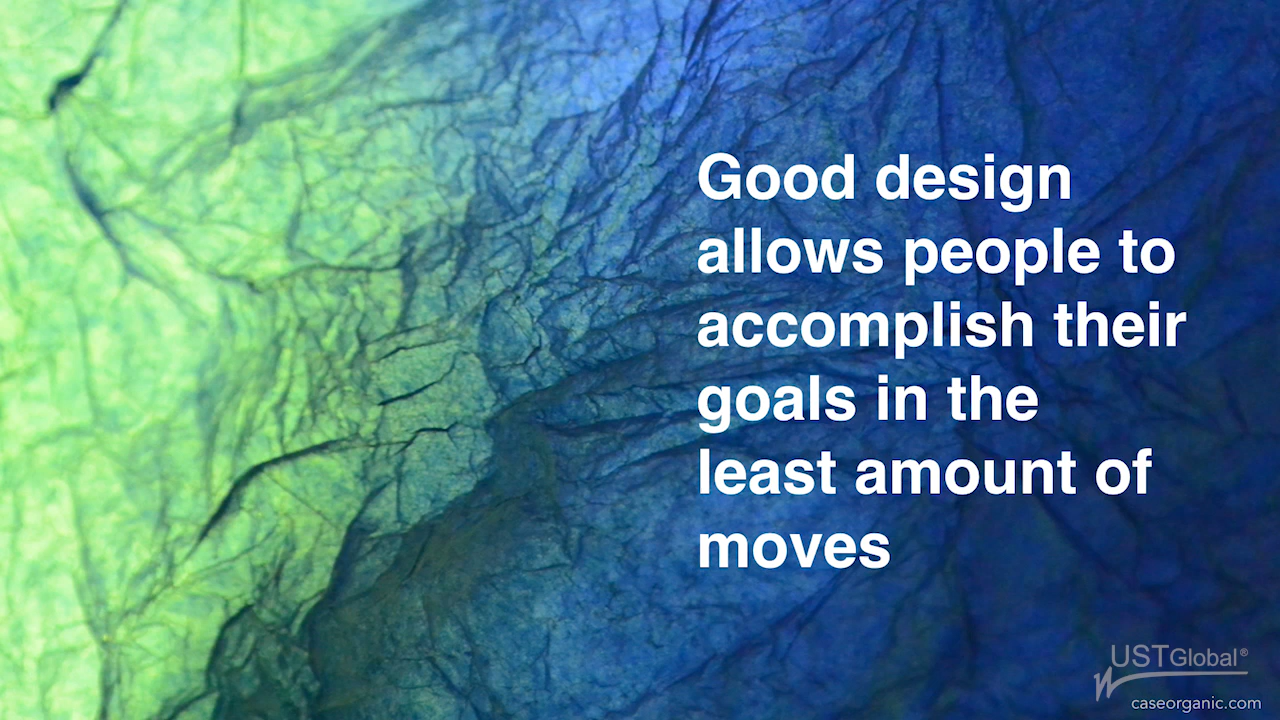 Good design
allows people to
accomplish their
goals in the
least amount of
moves
USTGlobal®
caseorganic.com